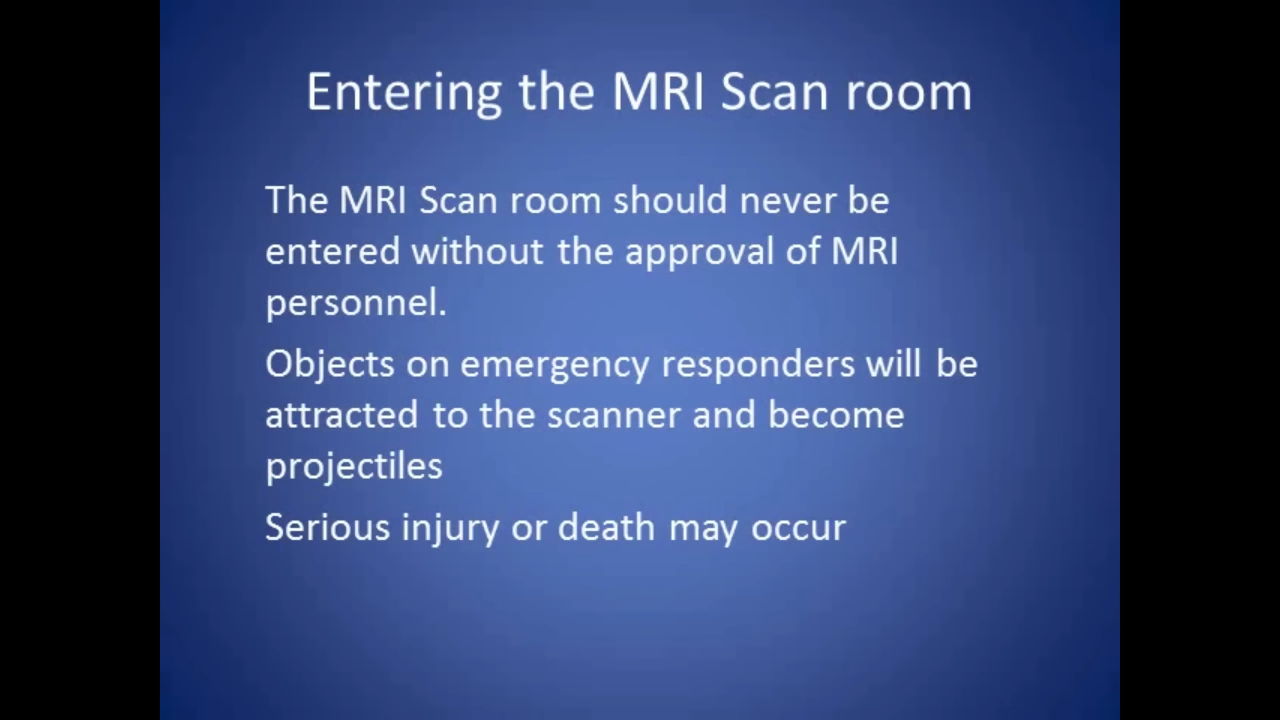 Entering the MRI Scan room
The MRI Scan room should never be
entered without the approval of MRI
personnel.
Objects on emergency responders will be
attracted to the scanner and become
projectiles
Serious injury or death may occur